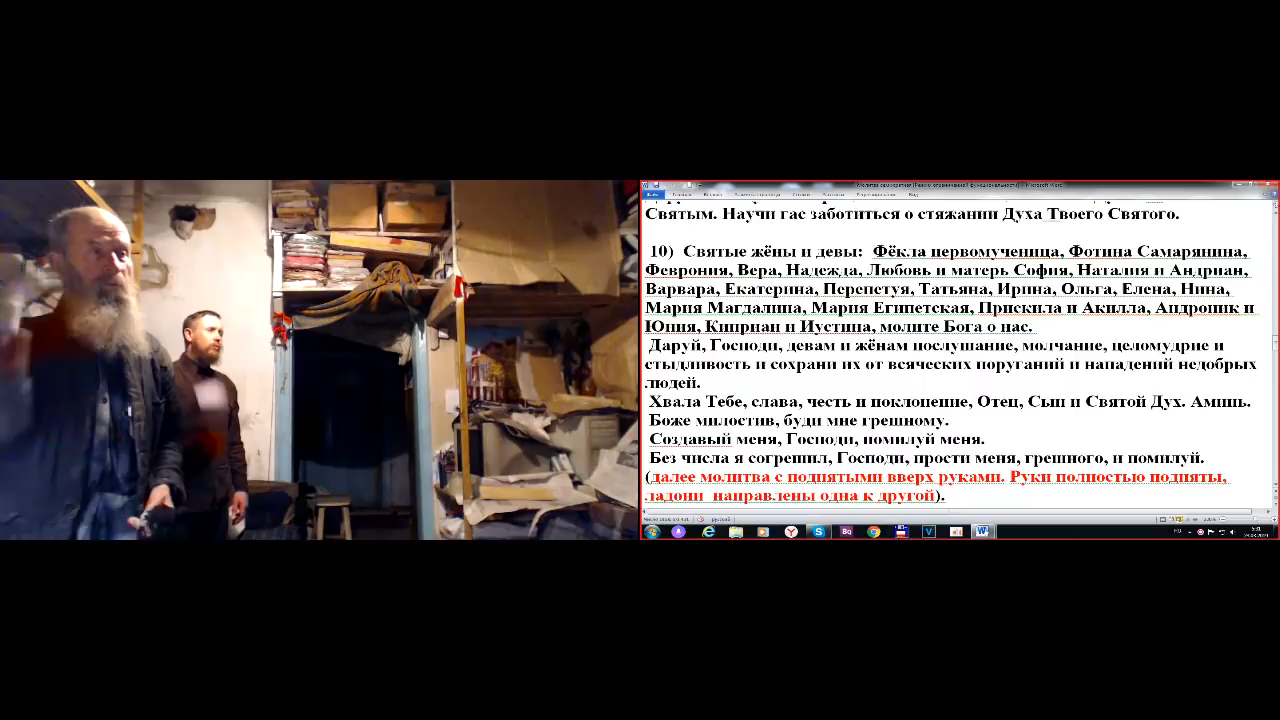 Святым. Научи гас заботиться о стяжании Духа Твоего Святого.
10) Святые жёны и девы: Фёкла первомученица, Фотина Самарянина,
Феврония, Вера, Надежда, Любовь и матерь София, Наталия и Андриан,
Варвара, Екатерина, Перепетуя, Татьяна, Ирина, Ольга, Елена, Нина,
Мария Магдалина, Мария Египетская, Прискила и Акилла, Андроник и
Юния, Киприан и Иустина, молите Бога о нас.
Даруй, Господи, девам и жёнам послушание, молчание, целомудрие и
стыдливость и сохрани их от всяческих поруганий и нападений недобрых
людей.
Хвала Тебе, слава, честь и поклонение, Отец, Сын и Святой Дух. Аминь.
Боже милостив, буди мне грешному.
Создавый меня, Господи, помилуй меня.
Без числа я согрешил, Господи, прости меня, грешного, и помилуй.
(далее молитва с поднятыми вверх руками. Руки полностью подняты,
ладони направлены одна к другой).